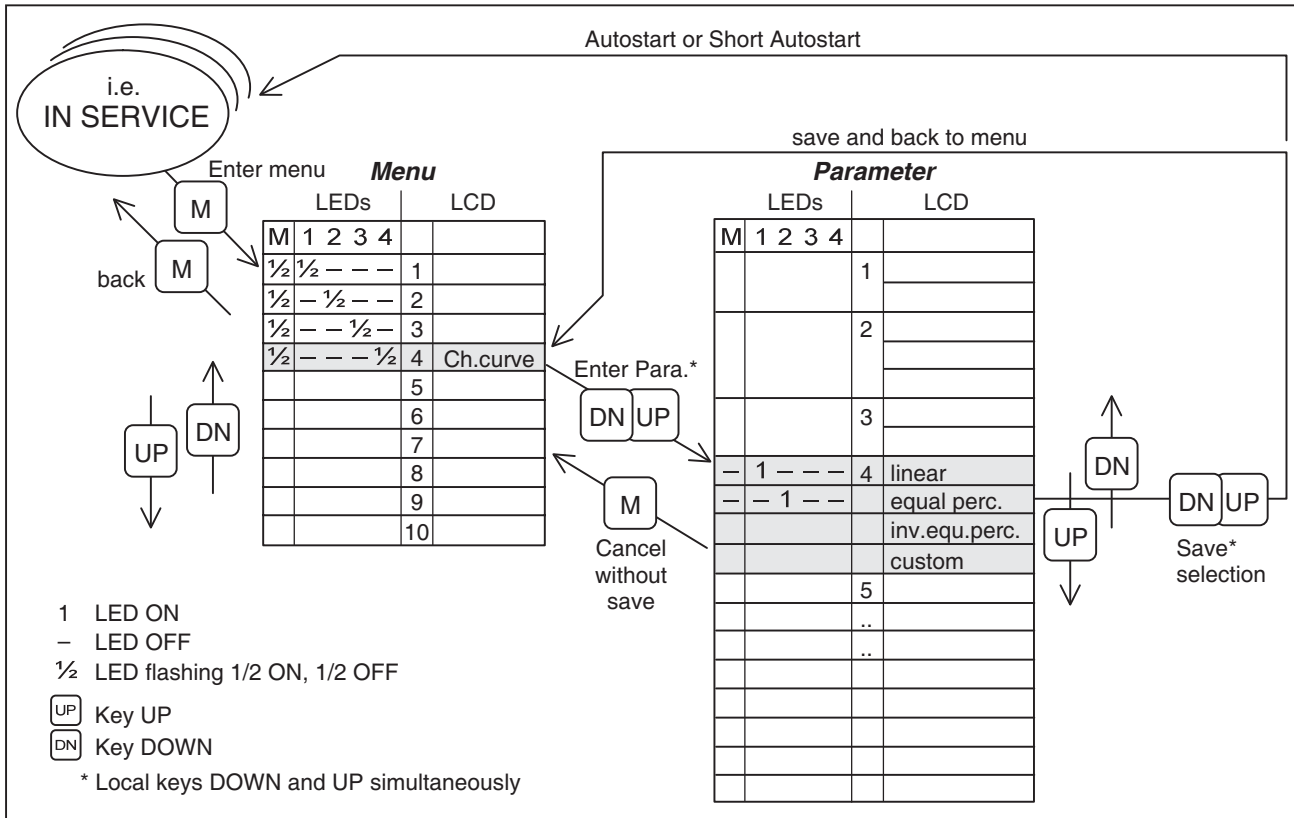 Autostart or Short Autostart
i.e.
IN SERVICE
save and back to menu
Enter menu
M
back
M
Menu
LEDs LCD
M 1 2 3 4
½ ½ – – – 1
½ – ½ – – 2
½ – – ½ – 3
½ – – – ½ 4 Ch.curve
5
6
7
8
9
10
UP
DN
Enter Para.*
DN UP
M
Cancel
without
save
Parameter
LEDs LCD
M 1 2 3 4
1
2
3
– 1 – – – 4 linear
– – 1 – – equal perc.
inv.equ.perc.
custom
5
..
..
DN
UP
DN UP
Save*
selection
1 LED ON
– LED OFF
½ LED flashing 1/2 ON, 1/2 OFF
UP Key UP
DN Key DOWN
* Local keys DOWN and UP simultaneously